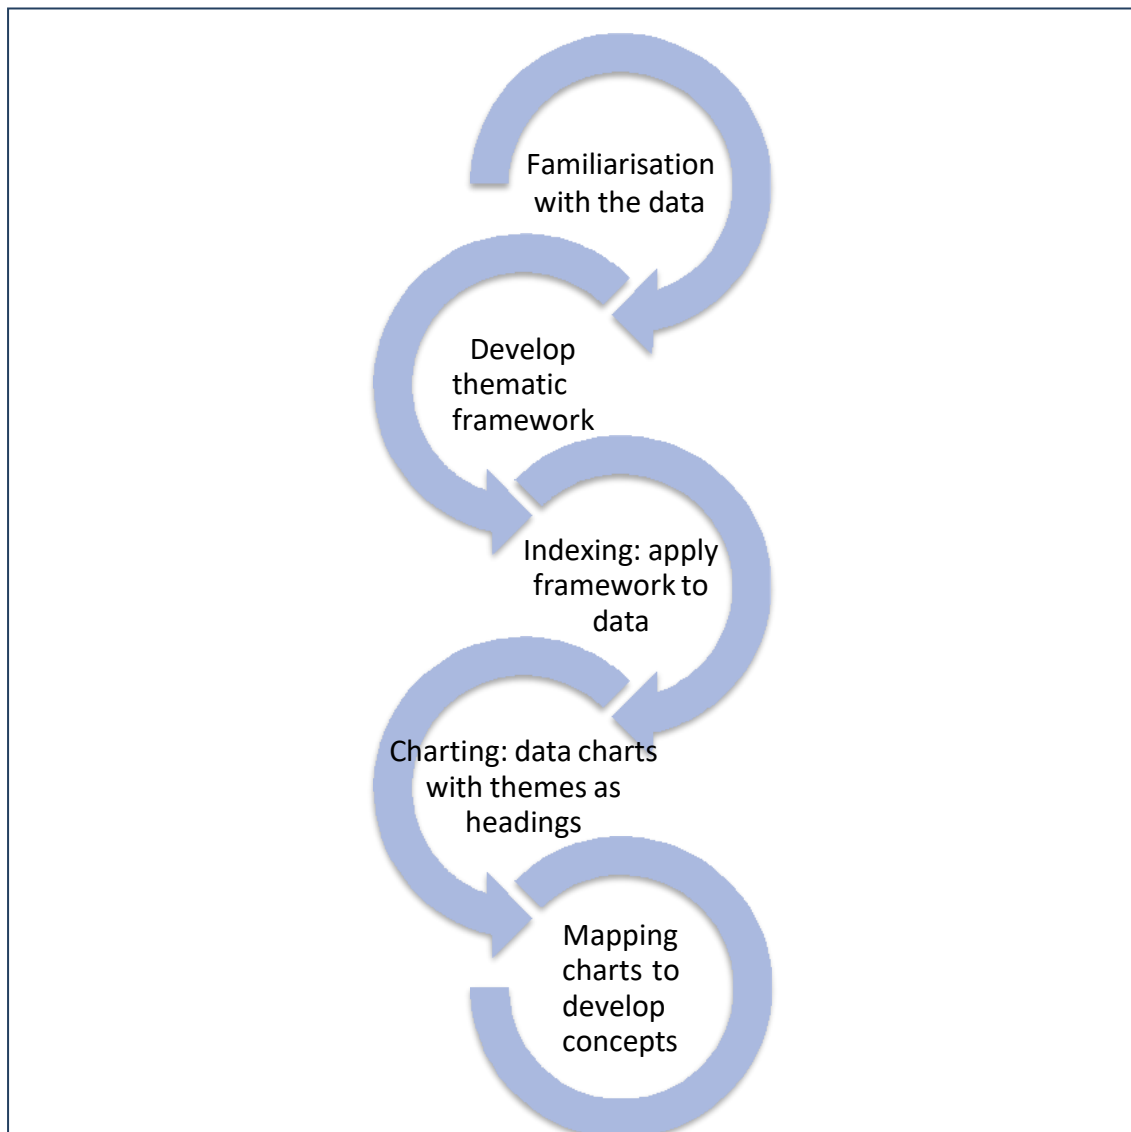 Familiarisation
with the data
Develop
thematic
framework
Indexing: apply
framework to
data
Charting: data charts
with themes as
headings
Mapping
charts to
develop
concepts